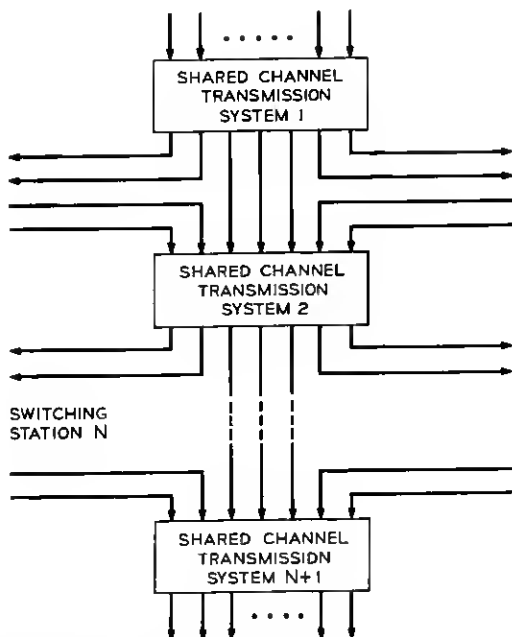 SHARED CHANNEL
TRANSMISSION
SYSTEM 1
SHARED CHANNEL
TRANSMISSION
SYSTEM 2
SWITCHING
STATION N
SHARED CHANNEL
TRANSMISSION
SYSTEM N+1